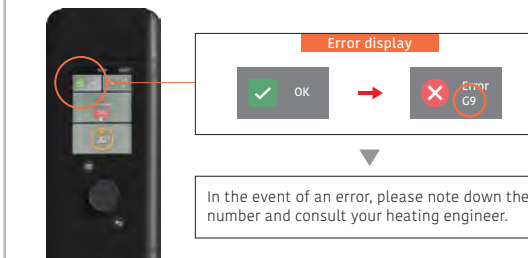 Error display
OK
Error
G9
In the event of an error, please note down the
number and consult your heating engineer.